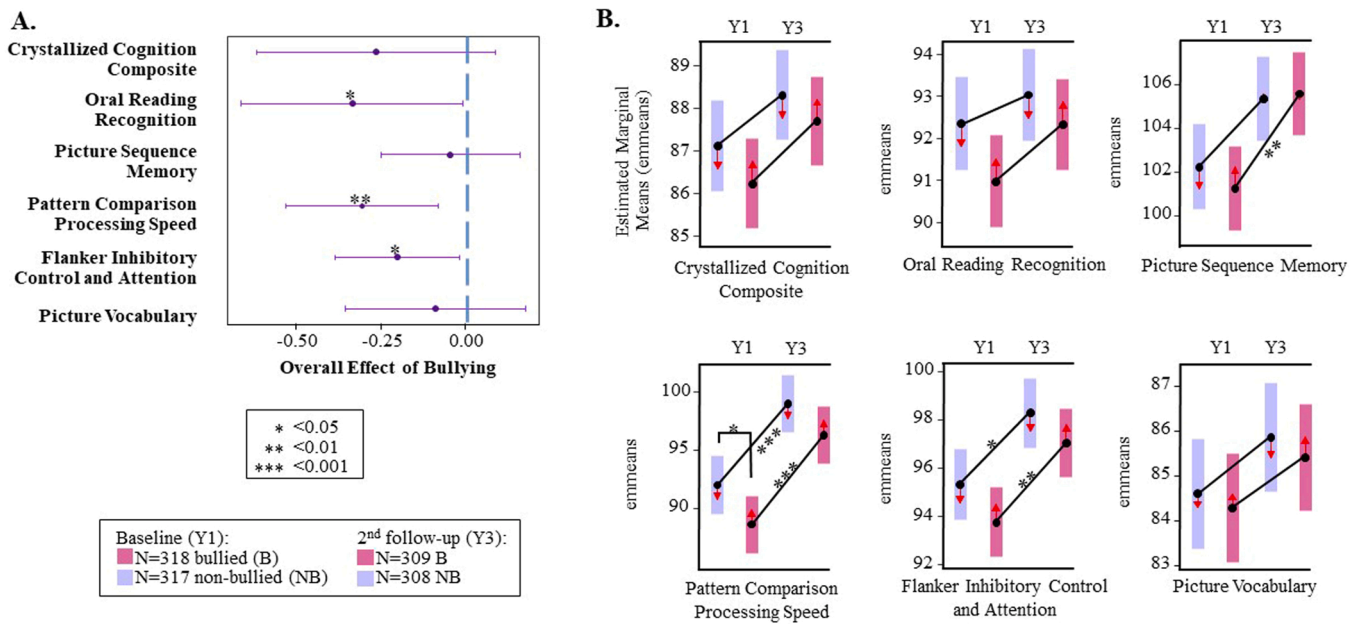 A.
Crystallized Cognition
Composite
Oral Reading
Recognition
*
Picture Sequence
Memory
Pattern Comparison
Processing Speed
**
Flanker Inhibitory
Control and Attention
*
Picture Vocabulary
-0.50
-0.25
0.00
Overall Effect of Bullying
* <0.05
** <0.01
*** <0.001
Baseline (Y1):
N=318 bullied (B)
N=317 non-bullied (NB)
2nd follow-up (Y3):
N=309 B
N=308 NB
B.
Y1 Y3
Estimated Marginal
Means (emmeans)
89
88
87
86
85
Crystallized Cognition
Composite
Y1 Y3
emmeans
94
93
92
91
90
Oral Reading Recognition
Y1 Y3
emmeans
106
104
102
100
**
Picture Sequence Memory
Y1 Y3
emmeans
100
95
90
*
***
***
Pattern Comparison
Processing Speed
Y1 Y3
emmeans
100
98
96
94
92
*
**
Flanker Inhibitory Control
and Attention
Y1 Y3
emmeans
87
86
85
84
83
Picture Vocabulary